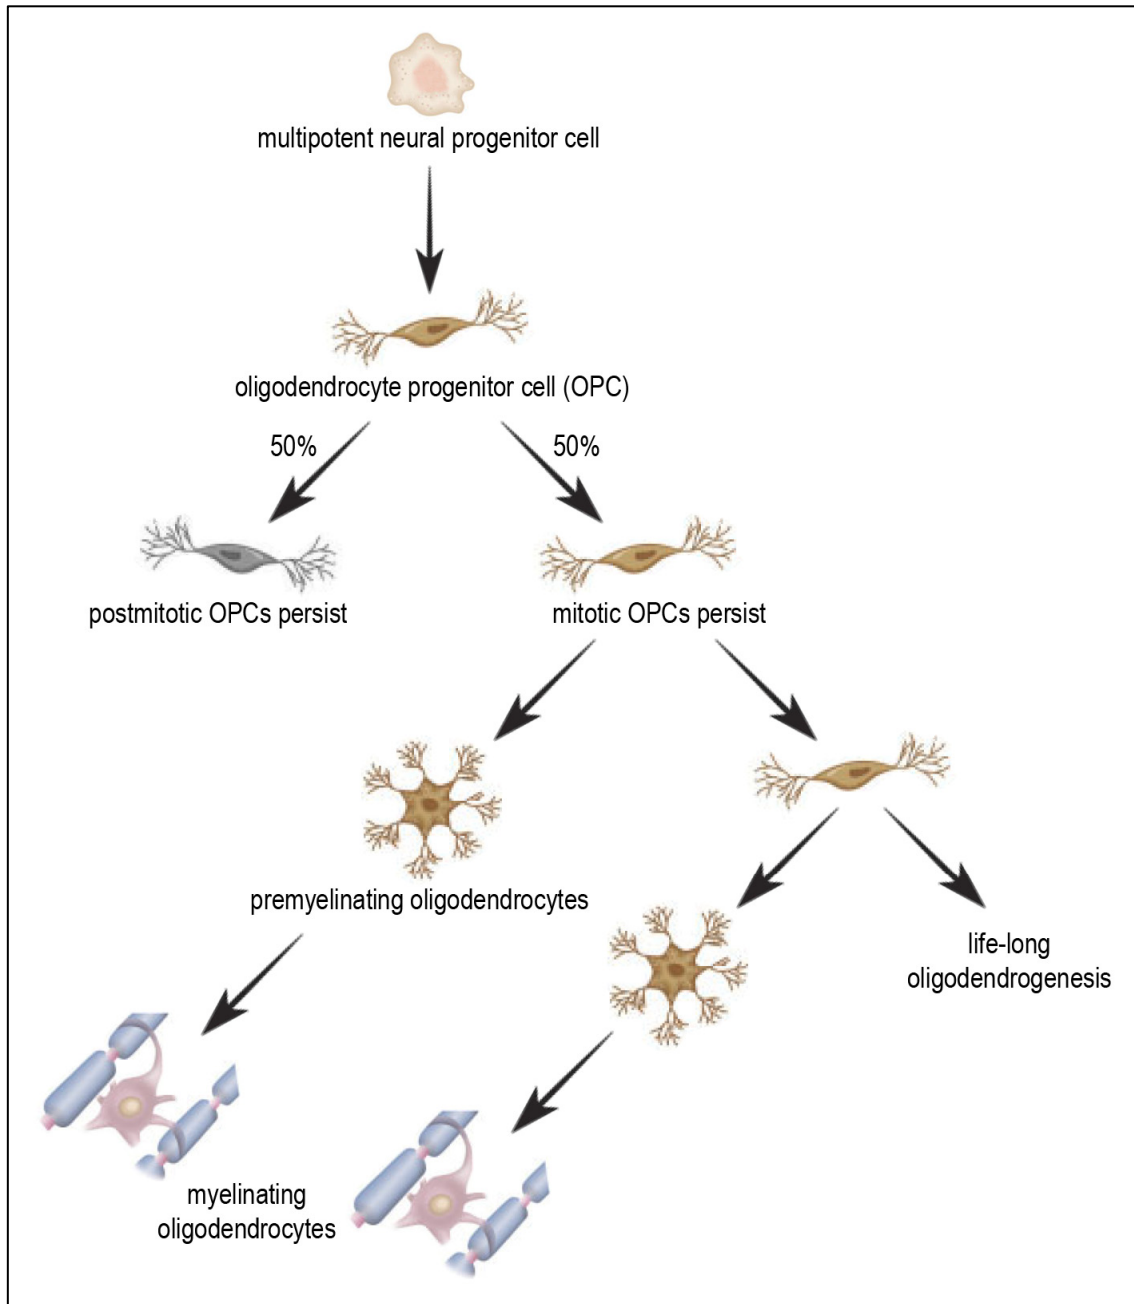 multipotent neural progenitor cell
oligodendrocyte progenitor cell (OPC)
50%
50%
postmitotic OPCs persist
mitotic OPCs persist
premyelinating oligodendrocytes
life-long
oligodendrogenesis
myelinating
oligodendrocytes